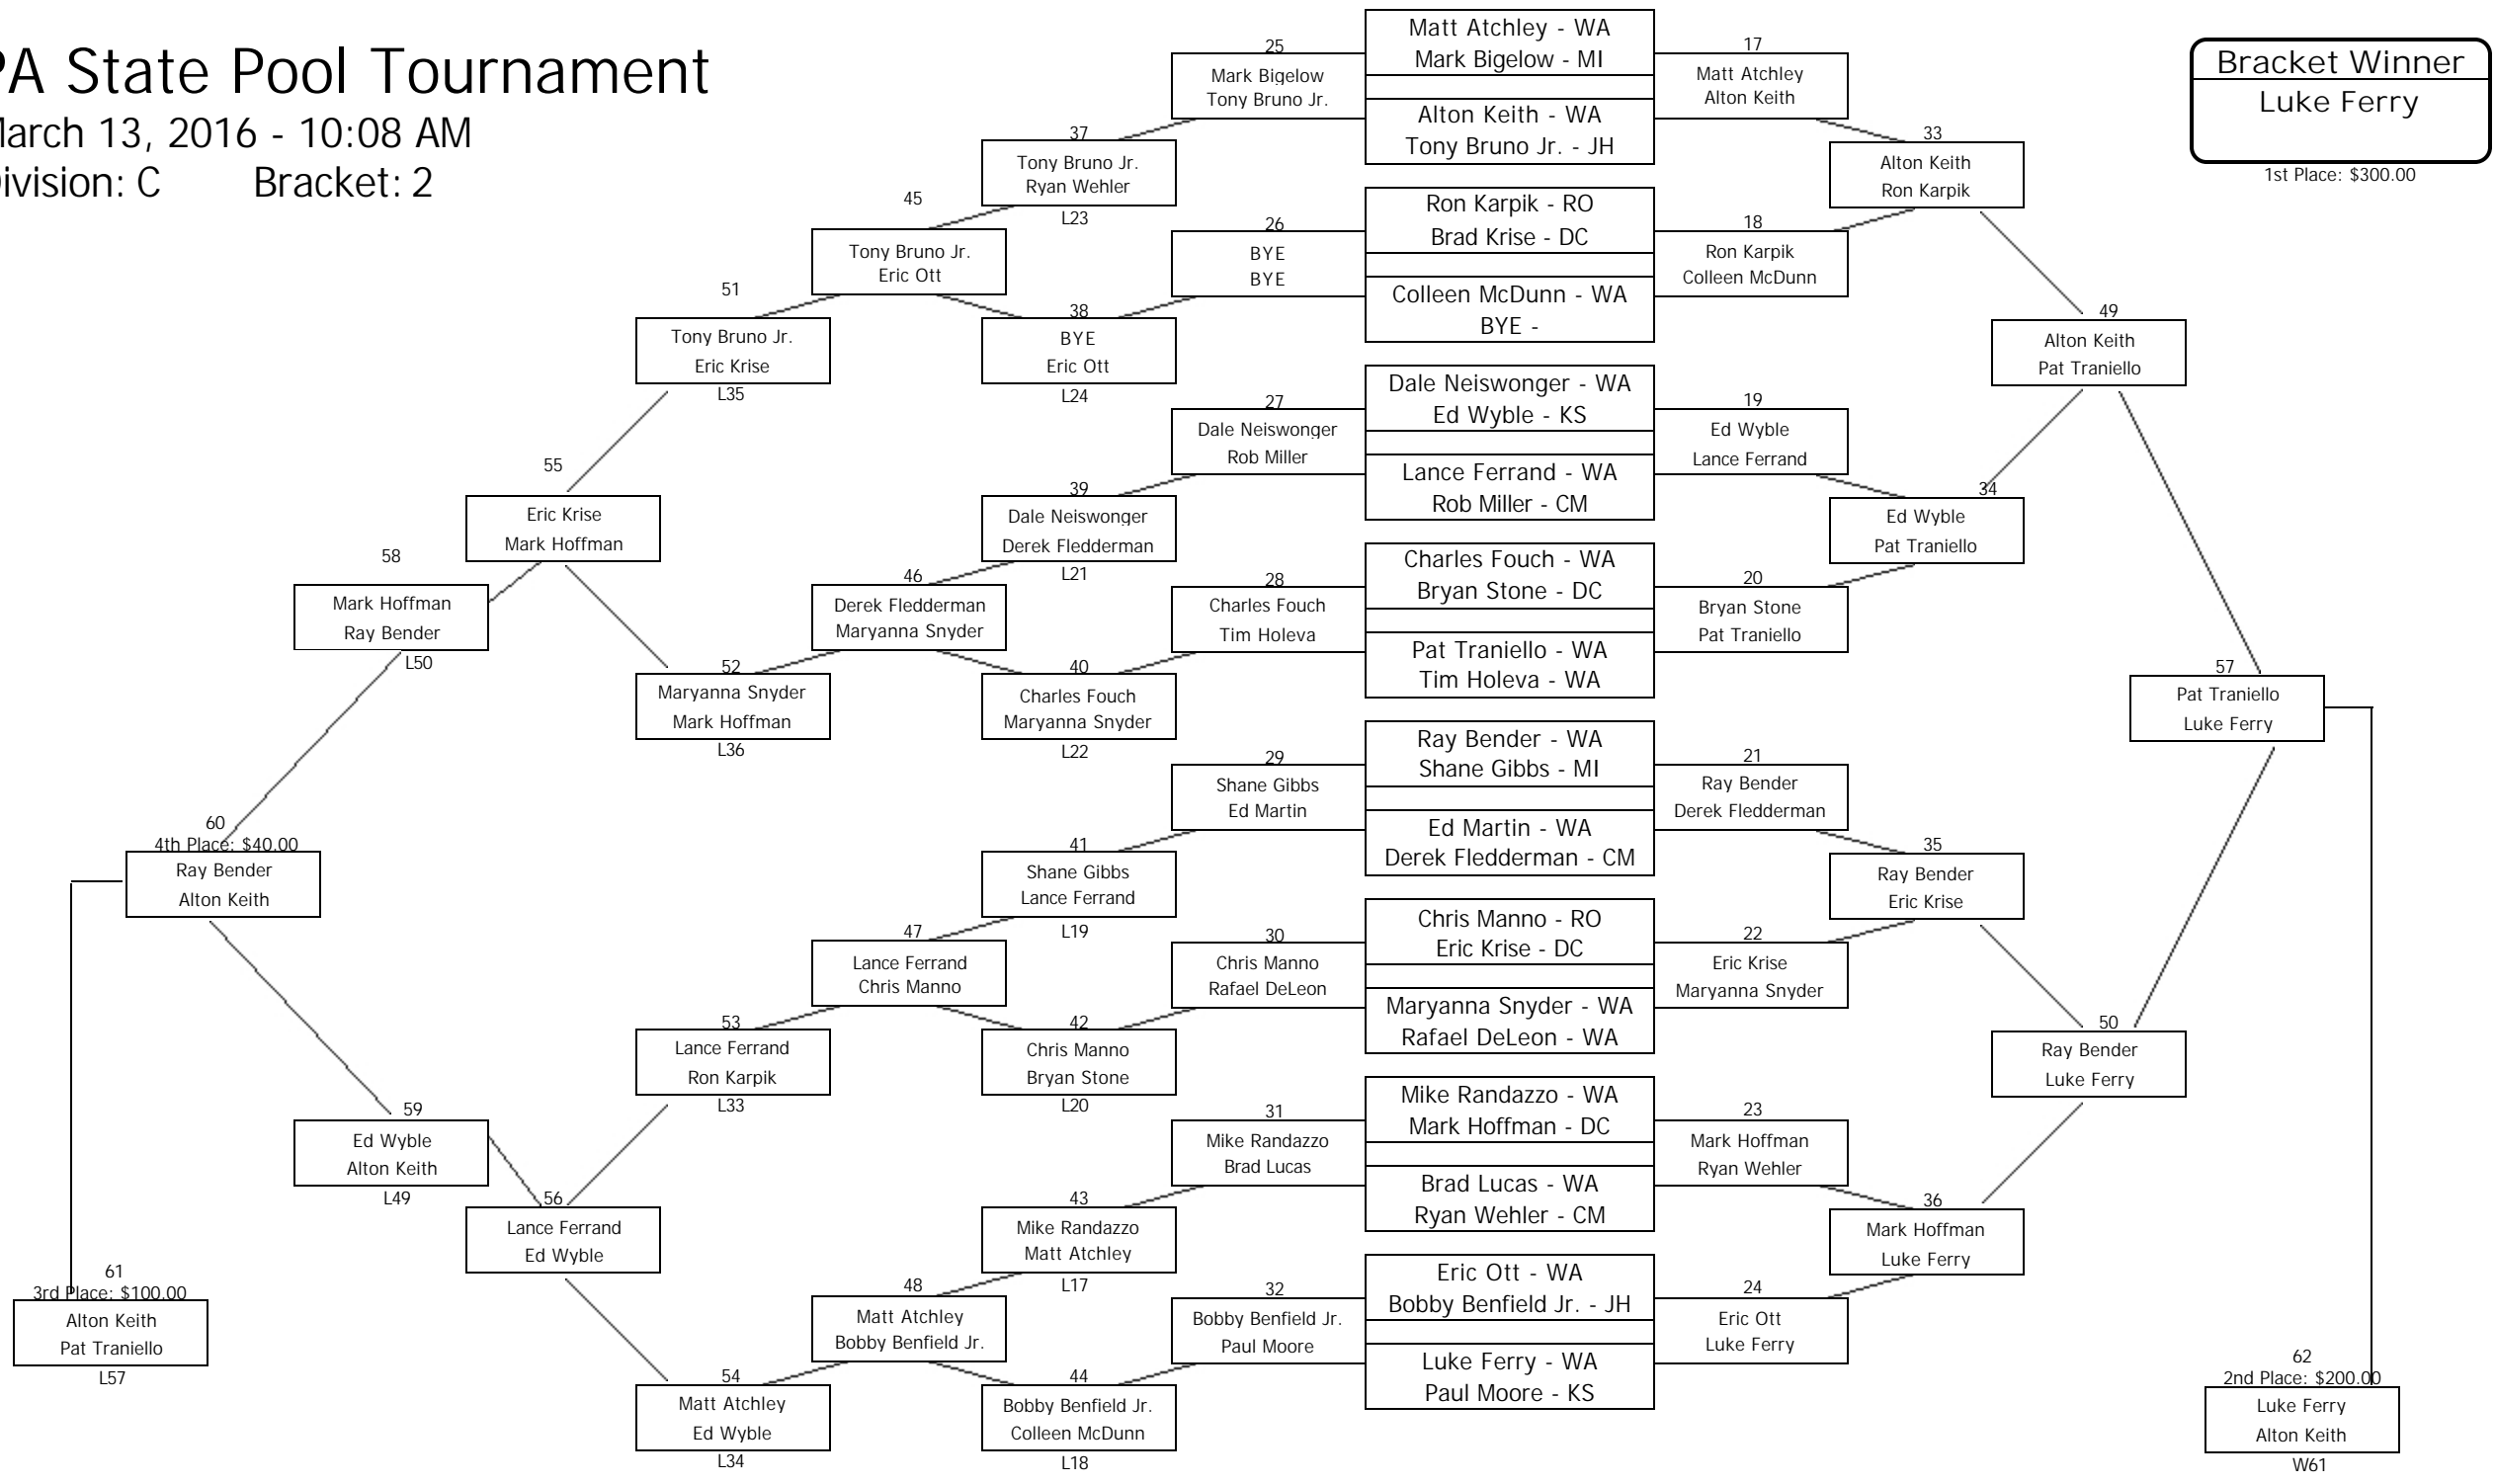 PA State Pool Tournament
March 13, 2016 - 10:08 AM
Division: C Bracket: 2
Bracket Winner
Luke Ferry
1st Place: $300.00
Matt Atchley - WA
Mark Bigelow - MI
Alton Keith - WA
Tony Bruno Jr. - JH
Ron Karpik - RO
Brad Krise - DC
Colleen McDunn - WA
BYE -
Dale Neiswonger - WA
Ed Wyble - KS
Lance Ferrand - WA
Rob Miller - CM
Charles Fouch - WA
Bryan Stone - DC
Pat Traniello - WA
Tim Holeva - WA
Ray Bender - WA
Shane Gibbs - MI
Ed Martin - WA
Derek Fledderman - CM
Chris Manno - RO
Eric Krise - DC
Maryanna Snyder - WA
Rafael DeLeon - WA
Mike Randazzo - WA
Mark Hoffman - DC
Brad Lucas - WA
Ryan Wehler - CM
Eric Ott - WA
Bobby Benfield Jr. - JH
Luke Ferry - WA
Paul Moore - KS
17
Matt Atchley
Alton Keith
18
Ron Karpik
Colleen McDunn
19
Ed Wyble
Lance Ferrand
20
Bryan Stone
Pat Traniello
21
Ray Bender
Derek Fledderman
22
Eric Krise
Maryanna Snyder
23
Mark Hoffman
Ryan Wehler
24
Eric Ott
Luke Ferry
25
Mark Bigelow
Tony Bruno Jr.
26
BYE
BYE
27
Dale Neiswonger
Rob Miller
28
Charles Fouch
Tim Holeva
29
Shane Gibbs
Ed Martin
30
Chris Manno
Rafael DeLeon
31
Mike Randazzo
Brad Lucas
32
Bobby Benfield Jr.
Paul Moore
33
Alton Keith
Ron Karpik
34
Ed Wyble
Pat Traniello
35
Ray Bender
Eric Krise
36
Mark Hoffman
Luke Ferry
37
Tony Bruno Jr.
Ryan Wehler
L23
38
BYE
Eric Ott
L24
39
Dale Neiswonger
Derek Fledderman
L21
40
Charles Fouch
Maryanna Snyder
L22
41
Shane Gibbs
Lance Ferrand
L19
42
Chris Manno
Bryan Stone
L20
43
Mike Randazzo
Matt Atchley
L17
44
Bobby Benfield Jr.
Colleen McDunn
L18
45
Tony Bruno Jr.
Eric Ott
46
Derek Fledderman
Maryanna Snyder
47
Lance Ferrand
Chris Manno
48
Matt Atchley
Bobby Benfield Jr.
49
Alton Keith
Pat Traniello
50
Ray Bender
Luke Ferry
51
Tony Bruno Jr.
Eric Krise
L35
52
Maryanna Snyder
Mark Hoffman
L36
53
Lance Ferrand
Ron Karpik
L33
54
Matt Atchley
Ed Wyble
L34
55
Eric Krise
Mark Hoffman
56
Lance Ferrand
Ed Wyble
57
Pat Traniello
Luke Ferry
58
Mark Hoffman
Ray Bender
L50
59
Ed Wyble
Alton Keith
L49
60
4th Place: $40.00
Ray Bender
Alton Keith
61
3rd Place: $100.00
Alton Keith
Pat Traniello
L57
62
2nd Place: $200.00
Luke Ferry
Alton Keith
W61